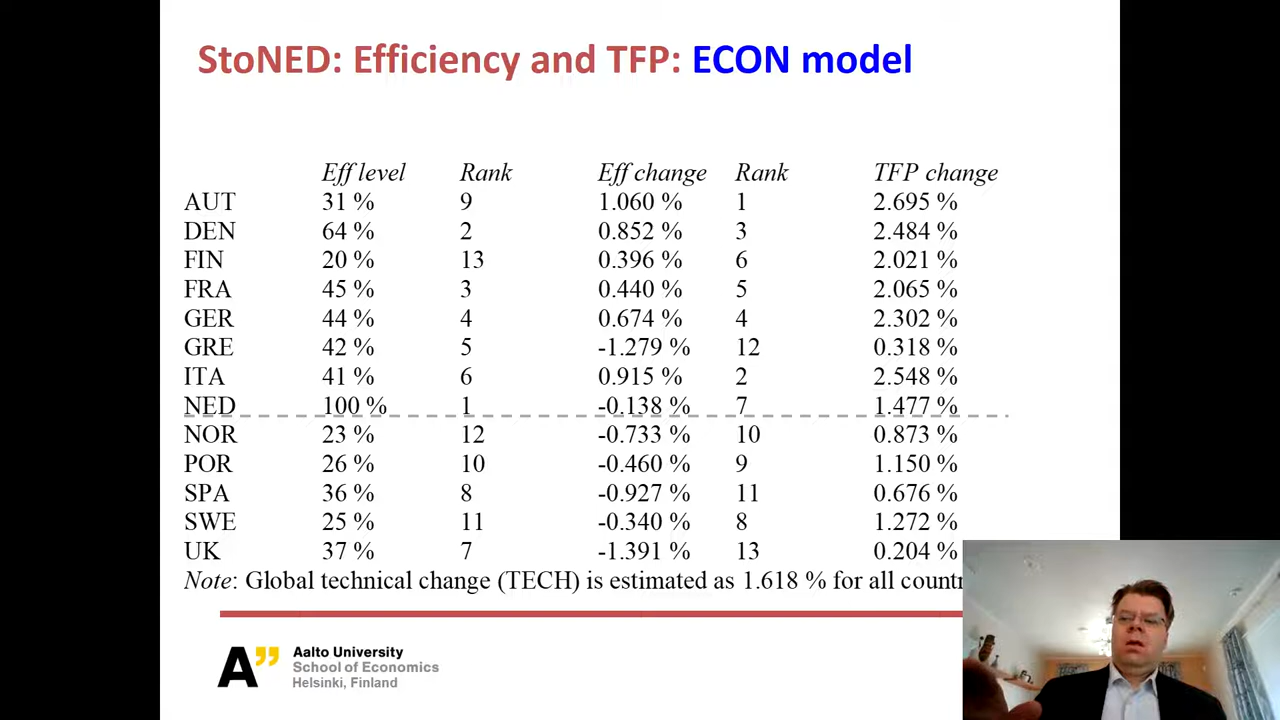 StoNED: Efficiency and TFP: ECON model
Eff level Rank Eff change Rank TFP change
AUT 31 % 9 1.060 % 1 2.695 %
DEN 64 % 2 0.852 % 3 2.484 %
FIN 20 % 13 0.396 % 6 2.021 %
FRA 45 % 3 0.440 % 5 2.065 %
GER 44 % 4 0.674 % 4 2.302 %
GRE 42 % 5 -1.279 % 12 0.318 %
ITA 41 % 6 0.915 % 2 2.548 %
NED 100 % 1 -0.138 % 7 1.477 %
NOR 23 % 12 -0.733 % 10 0.873 %
POR 26 % 10 -0.460 % 9 1.150 %
SPA 36 % 8 -0.927 % 11 0.676 %
SWE 25 % 11 -0.340 % 8 1.272 %
UK 37 % 7 -1.391 % 13 0.204 %
Note: Global technical change (TECH) is estimated as 1.618 % for all
A”
Aalto University
School of Economics
Helsinki, Finland